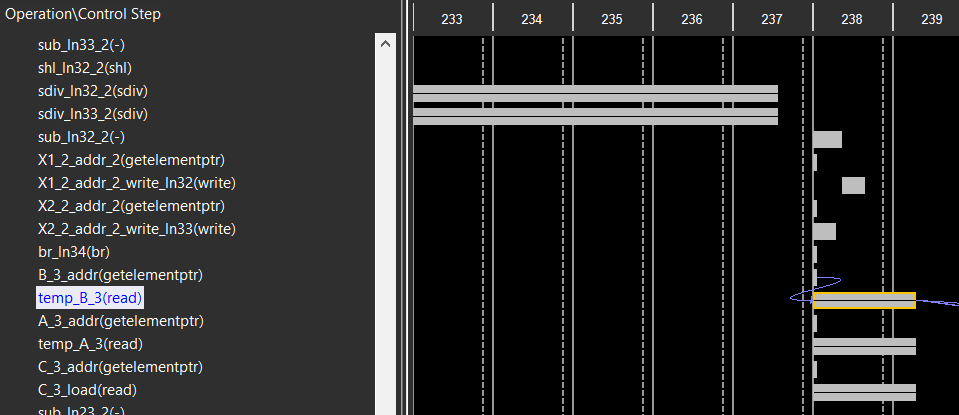 Operation\Control Step 233 234 235 236 237 238 239
sub_ln33_2(-)
shl_ln32_2(shl)
sdiv_ln32_2(sdiv)
sdiv_ln33_2(sdiv)
sub_ln32_2(-)
X1_2_addr_2(getelementptr)
X1_2_addr_2_write_ln32(write)
X2_2_addr_2(getelementptr)
X2_2_addr_2_write_ln33(write)
br_ln34(br)
B_3_addr(getelementptr)
temp_B_3(read)
A_3_addr(getelementptr)
temp_A_3(read)
C_3_addr(getelementptr)
C_3_load(read)
sub_ln23_2(-)